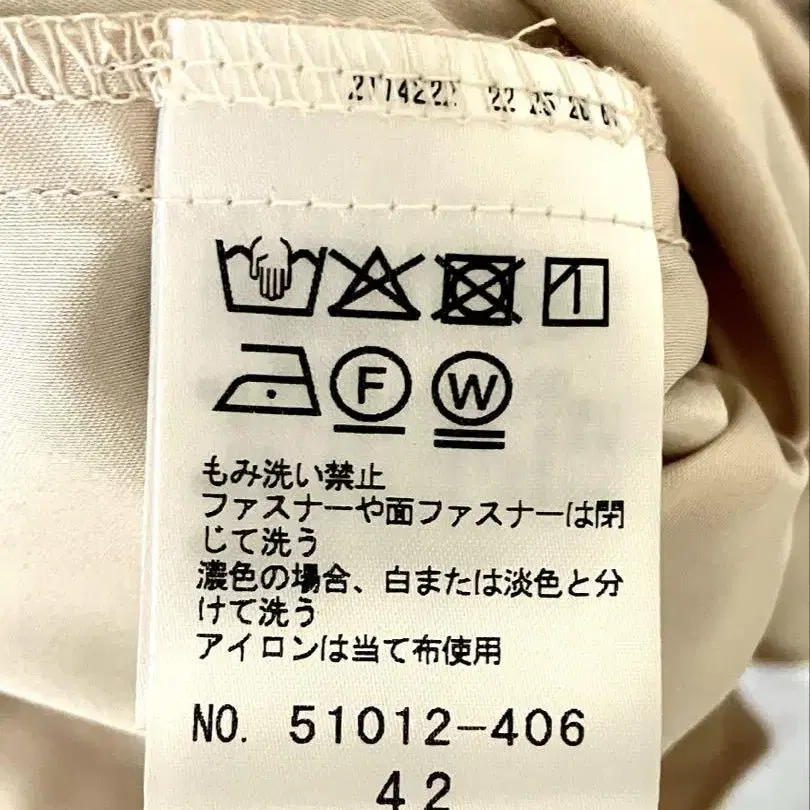 F W
もみ洗い禁止
ファスナーや面ファスナーは閉
じて洗う
濃色の場合、白または淡色と分
けて洗う
アイロンは当て布使用
NO. 51012-406
42